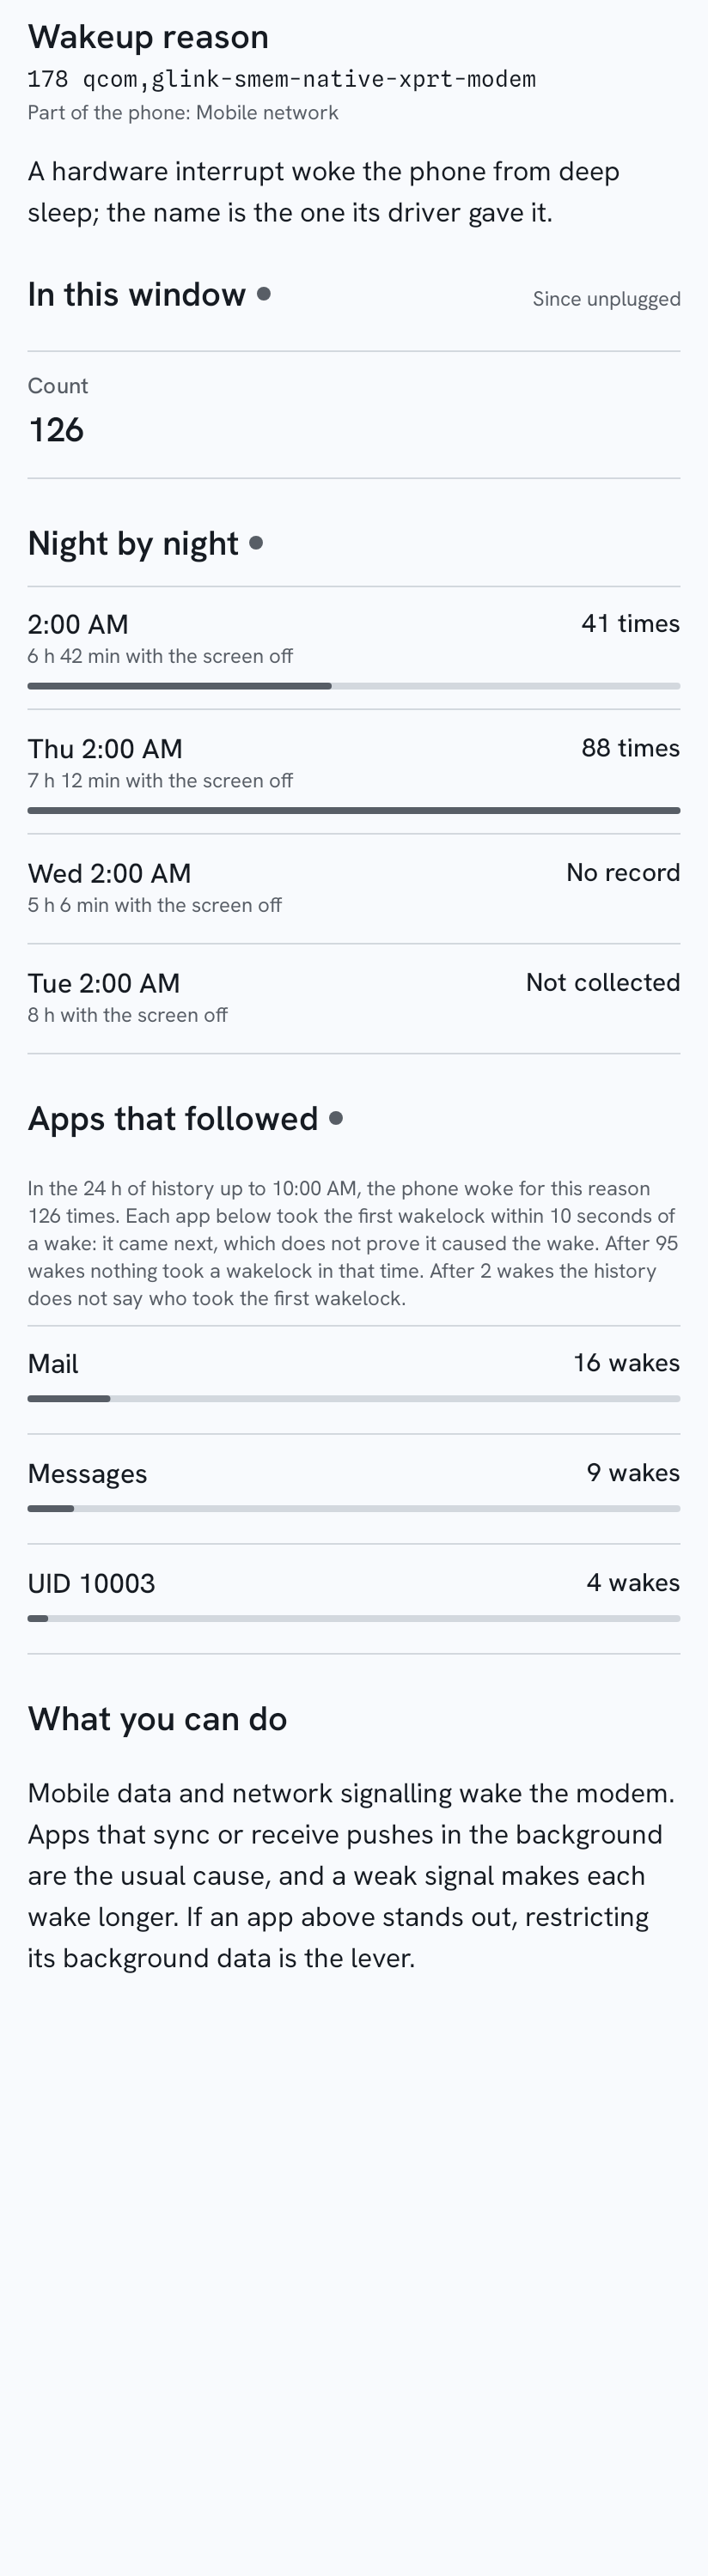 Wakeup reason
178 qcom,glink-smem-native-xprt-modem
Part of the phone: Mobile network
A hardware interrupt woke the phone from deep
sleep; the name is the one its driver gave it.
In this window
Since unplugged
Count
126
Night by night
2:00 AM
41 times
6 h 42 min with the screen off
Thu 2:00 AM
88 times
7 h 12 min with the screen off
Wed 2:00 AM
No record
5 h 6 min with the screen off
Tue 2:00 AM
Not collected
8 h with the screen off
Apps that followed
In the 24 h of history up to 10:00 AM, the phone woke for this reason
126 times. Each app below took the first wakelock within 10 seconds of
a wake: it came next, which does not prove it caused the wake. After 95
wakes nothing took a wakelock in that time. After 2 wakes the history
does not say who took the first wakelock.
Mail
16 wakes
Messages
9 wakes
UID 10003
4 wakes
What you can do
Mobile data and network signalling wake the modem.
Apps that sync or receive pushes in the background
are the usual cause, and a weak signal makes each
wake longer. If an app above stands out, restricting
its background data is the lever.